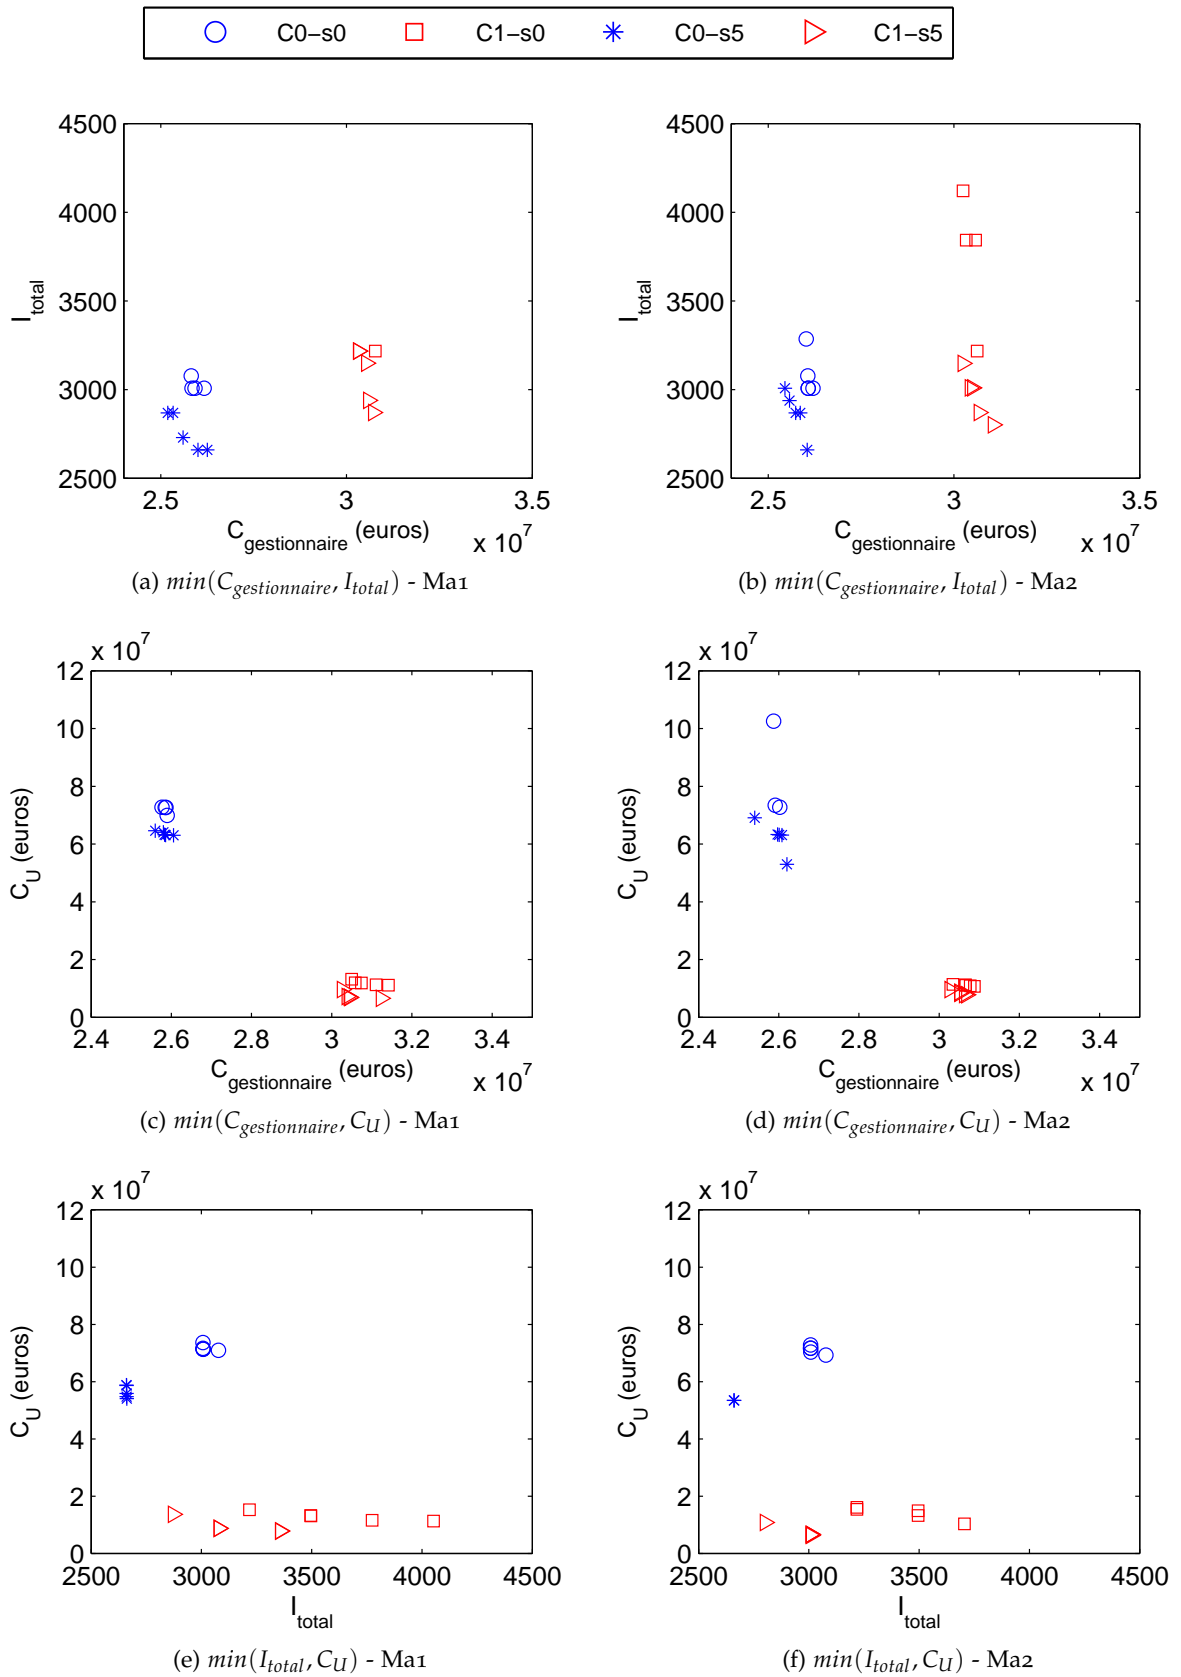 C0−s0 C1−s0 C0−s5 C1−s5
4500 4500
4000 4000
3500 3500
I_total I_total
3000 3000
2500 2500
2.5 3 3.5 2.5 3 3.5
C_gestionnaire (euros) x 10^7 C_gestionnaire (euros) x 10^7
(a) min(C_gestionnaire, I_total) - Ma1 (b) min(C_gestionnaire, I_total) - Ma2
x 10^7 x 10^7
12 12
10 10
8 8
C_U (euros) C_U (euros)
6 6
4 4
2 2
0 0
2.4 2.6 2.8 3 3.2 3.4 2.4 2.6 2.8 3 3.2 3.4
C_gestionnaire (euros) x 10^7 C_gestionnaire (euros) x 10^7
(c) min(C_gestionnaire, C_U) - Ma1 (d) min(C_gestionnaire, C_U) - Ma2
x 10^7 x 10^7
12 12
10 10
8 8
C_U (euros) C_U (euros)
6 6
4 4
2 2
0 0
2500 3000 3500 4000 4500 2500 3000 3500 4000 4500
I_total I_total
(e) min(I_total, C_U) - Ma1 (f) min(I_total, C_U) - Ma2